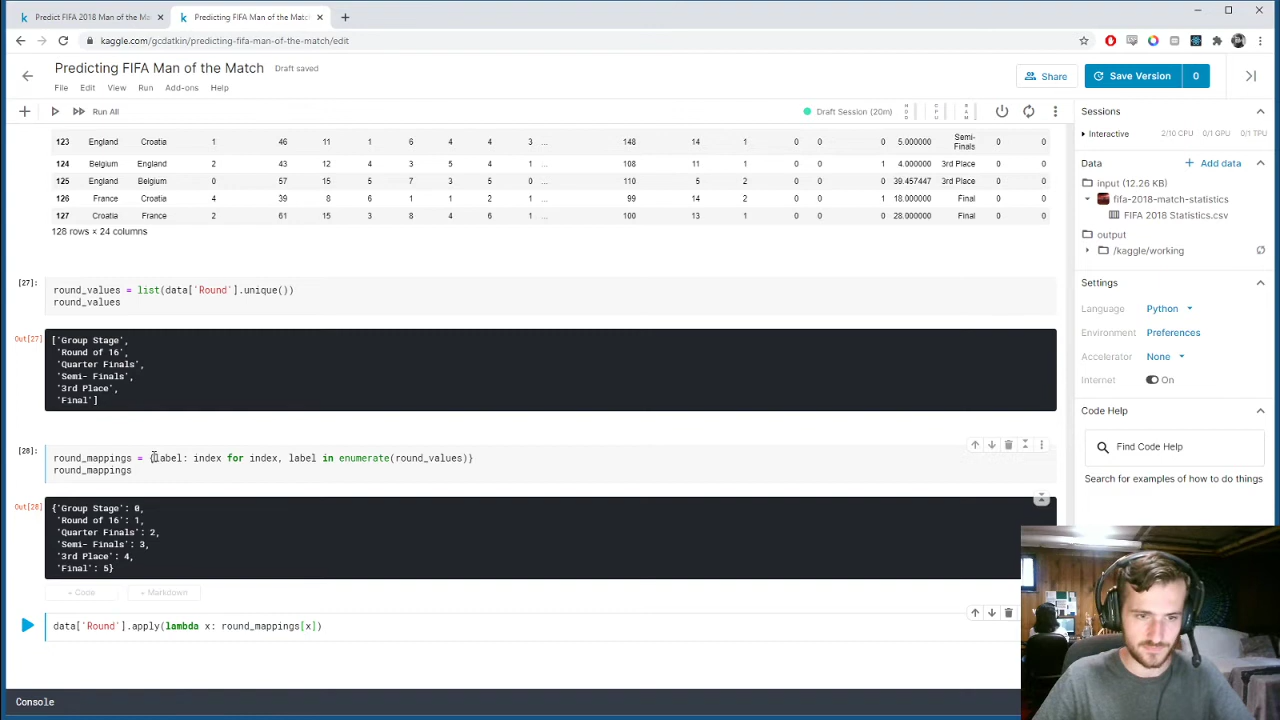 Predict FIFA 2018 Man of the Ma
Predicting FIFA Man of the Matc
kaggle.com/gcdatkin/predicting-fifa-man-of-the-match/edit
Predicting FIFA Man of the Match
Draft saved
Share
Save Version
0
File
Edit
View
Run
Add-ons
Help
Run All
Draft Session (20m)
123 England Croatia 1 46 11 1 6 4 4 3 ... 148 14 1 0 0 0 5.000000 Semi-Finals 0 0
124 Belgium England 2 43 12 4 3 5 4 1 ... 108 11 1 0 0 1 4.000000 3rd Place 0 0
125 England Belgium 0 57 15 5 7 3 5 0 ... 110 5 2 0 0 0 39.457447 3rd Place 0 0
126 France Croatia 4 39 8 6 1 1 2 1 ... 99 14 2 0 0 1 18.000000 Final 0 0
127 Croatia France 2 61 15 3 8 4 6 1 ... 100 13 1 0 0 0 28.000000 Final 0 0
128 rows × 24 columns
[27]:
round_values = list(data['Round'].unique())
round_values
Out[27]
['Group Stage',
'Round of 16',
'Quarter Finals',
'Semi- Finals',
'3rd Place',
'Final']
[28]:
round_mappings = {label: index for index, label in enumerate(round_values)}
round_mappings
Out[28]
{'Group Stage': 0,
'Round of 16': 1,
'Quarter Finals': 2,
'Semi- Finals': 3,
'3rd Place': 4,
'Final': 5}
+ Code
+ Markdown
data['Round'].apply(lambda x: round_mappings[x])
Console
Sessions
Interactive
2/10 CPU 0/1 GPU 0/1 TPU
Data
+ Add data
input (12.26 KB)
fifa-2018-match-statistics
FIFA 2018 Statistics.csv
output
/kaggle/working
Settings
Language Python
Environment Preferences
Accelerator None
Internet On
Code Help
Find Code Help
Search for examples of how to do things